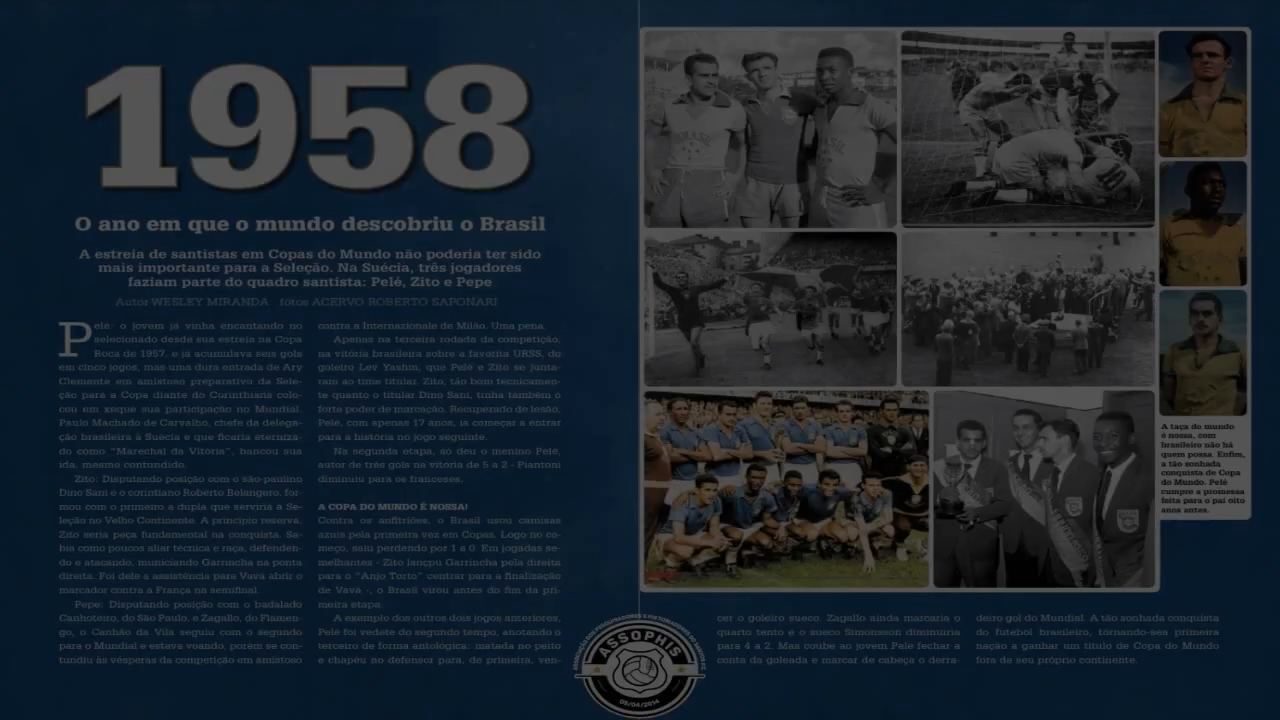 1958
O ano em que o mundo descobriu o Brasil
A estreia de santistas em Copas do Mundo não poderia ter sido
mais importante para a Seleção. Na Suécia, três jogadores
faziam parte do quadro santista: Pelé, Zito e Pepe
Autor WESLEY MIRANDA fotos ACERVO ROBERTO SAPONARI
Pelé: o jovem já vinha encantando no
selecionado desde sua estreia na Copa
Roca de 1957, e já acumulava seis gols
em cinco jogos, mas uma dura entrada de Ary
Clemente em amistoso preparativo da Sele-
ção para a Copa diante do Corinthians colo-
cou em xeque sua participação no Mundial.
Paulo Machado de Carvalho, chefe da delega-
ção brasileira à Suécia e que ficaria eterniza-
do como "Marechal da Vitória", bancou sua
ida, mesmo contundido.
Zito: Disputando posição com o são-paulino
Dino Sani e o corintiano Roberto Belangero, for-
mou com o primeiro a dupla que serviria a Se-
leção no Velho Continente. A princípio reserva,
Zito seria peça fundamental na conquista. Sa-
bia como poucos aliar técnica e raça, defenden-
do e atacando, municiando Garrincha na ponta
direita. Foi dele a assistência para Vavá abrir o
marcador contra a França na semifinal.
Pepe: Disputando posição com o badalado
Canhoteiro, do São Paulo, e Zagallo, do Flamen-
go, o Canhão da Vila seguiu com o segundo
para o Mundial e estava voando, porém se con-
tundiu às vésperas da competição em amistoso
contra a Internazionale de Milão. Uma pena.
Apenas na terceira rodada da competição,
na vitória brasileira sobre a favorita URSS, do
goleiro Lev Yashin, que Pelé e Zito se junta-
ram ao time titular. Zito, tão bom tecnicamen-
te quanto o titular Dino Sani, tinha também o
forte poder de marcação. Recuperado de lesão,
Pelé, com apenas 17 anos, ia começar a entrar
para a história no jogo seguinte.
Na segunda etapa, só deu o menino Pelé,
autor de três gols na vitória de 5 a 2 - Piantoni
diminuiu para os franceses.
A COPA DO MUNDO É NOSSA!
Contra os anfitriões, o Brasil usou camisas
azuis pela primeira vez em Copas. Logo no co-
meço, saiu perdendo por 1 a 0. Em jogadas se-
melhantes - Zito lançou Garrincha pela direita
para o "Anjo Torto" centrar para a finalização
de Vavá -, o Brasil virou antes do fim da pri-
meira etapa.
A exemplo dos outros dois jogos anteriores,
Pelé foi vedete do segundo tempo, anotando o
terceiro de forma antológica: matada no peito
e chapéu no defensor para, de primeira, ven-
cer o goleiro sueco. Zagallo ainda marcaria o
quarto tento e o sueco Simonsson diminuiria
para 4 a 2. Mas coube ao jovem Pelé fechar a
conta da goleada e marcar de cabeça o derra-
deiro gol do Mundial. A tão sonhada conquista
do futebol brasileiro, tornando-se primeira
nação a ganhar um título de Copa do Mundo
fora de seu próprio continente.
A taça do mundo
é nossa, com
brasileiro não há
quem possa. Enfim,
a tão sonhada
conquista de Copa
do Mundo. Pelé
cumpre a promessa
feita para o pai oito
anos antes.
ASSOPHIS
05/04/2014